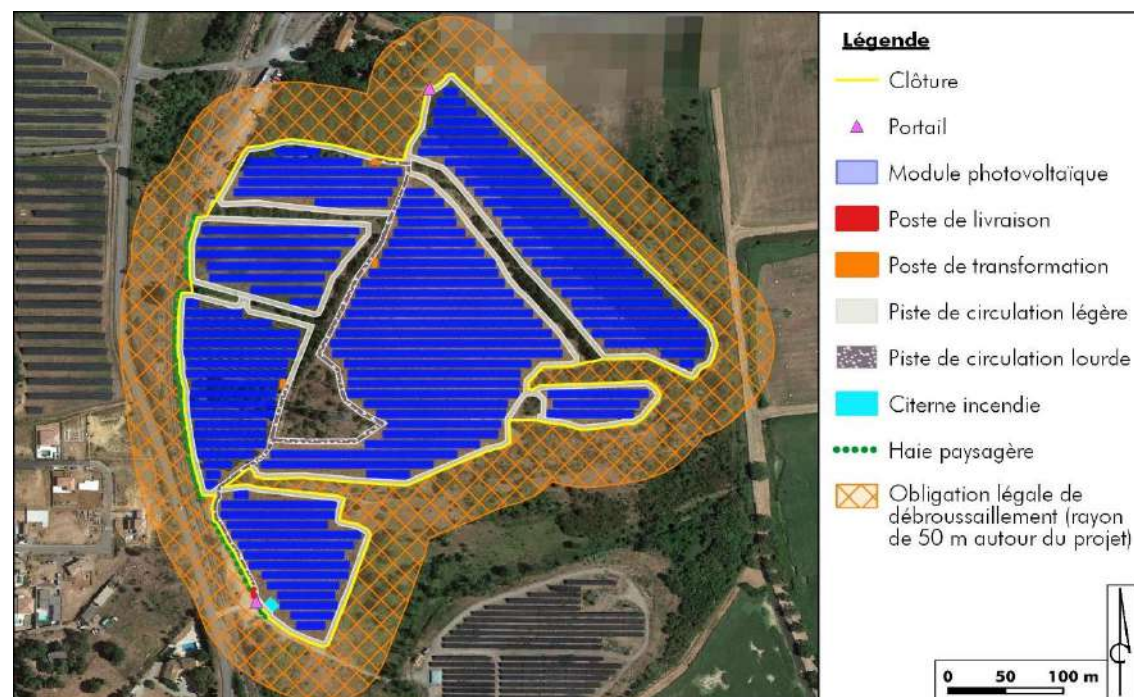 Légende
Clôture
Portail
Module photovoltaïque
Poste de livraison
Poste de transformation
Piste de circulation légère
Piste de circulation lourde
Citerne incendie
Haie paysagère
Obligation légale de
débroussaillement (rayon
de 50 m autour du projet)
0 50 100 m